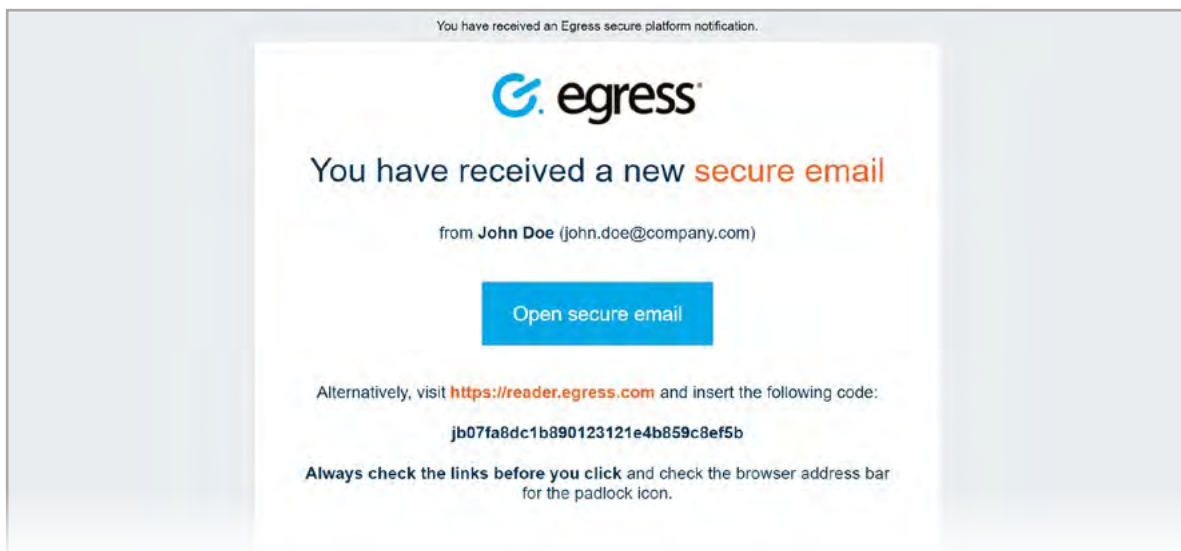 You have received an Egress secure platform notification.
egress
You have received a new secure email
from John Doe (john.doe@company.com)
Open secure email
Alternatively, visit https://reader.egress.com and insert the following code:
jb07fa8dc1b890123121e4b859c8ef5b
Always check the links before you click and check the browser address bar
for the padlock icon.